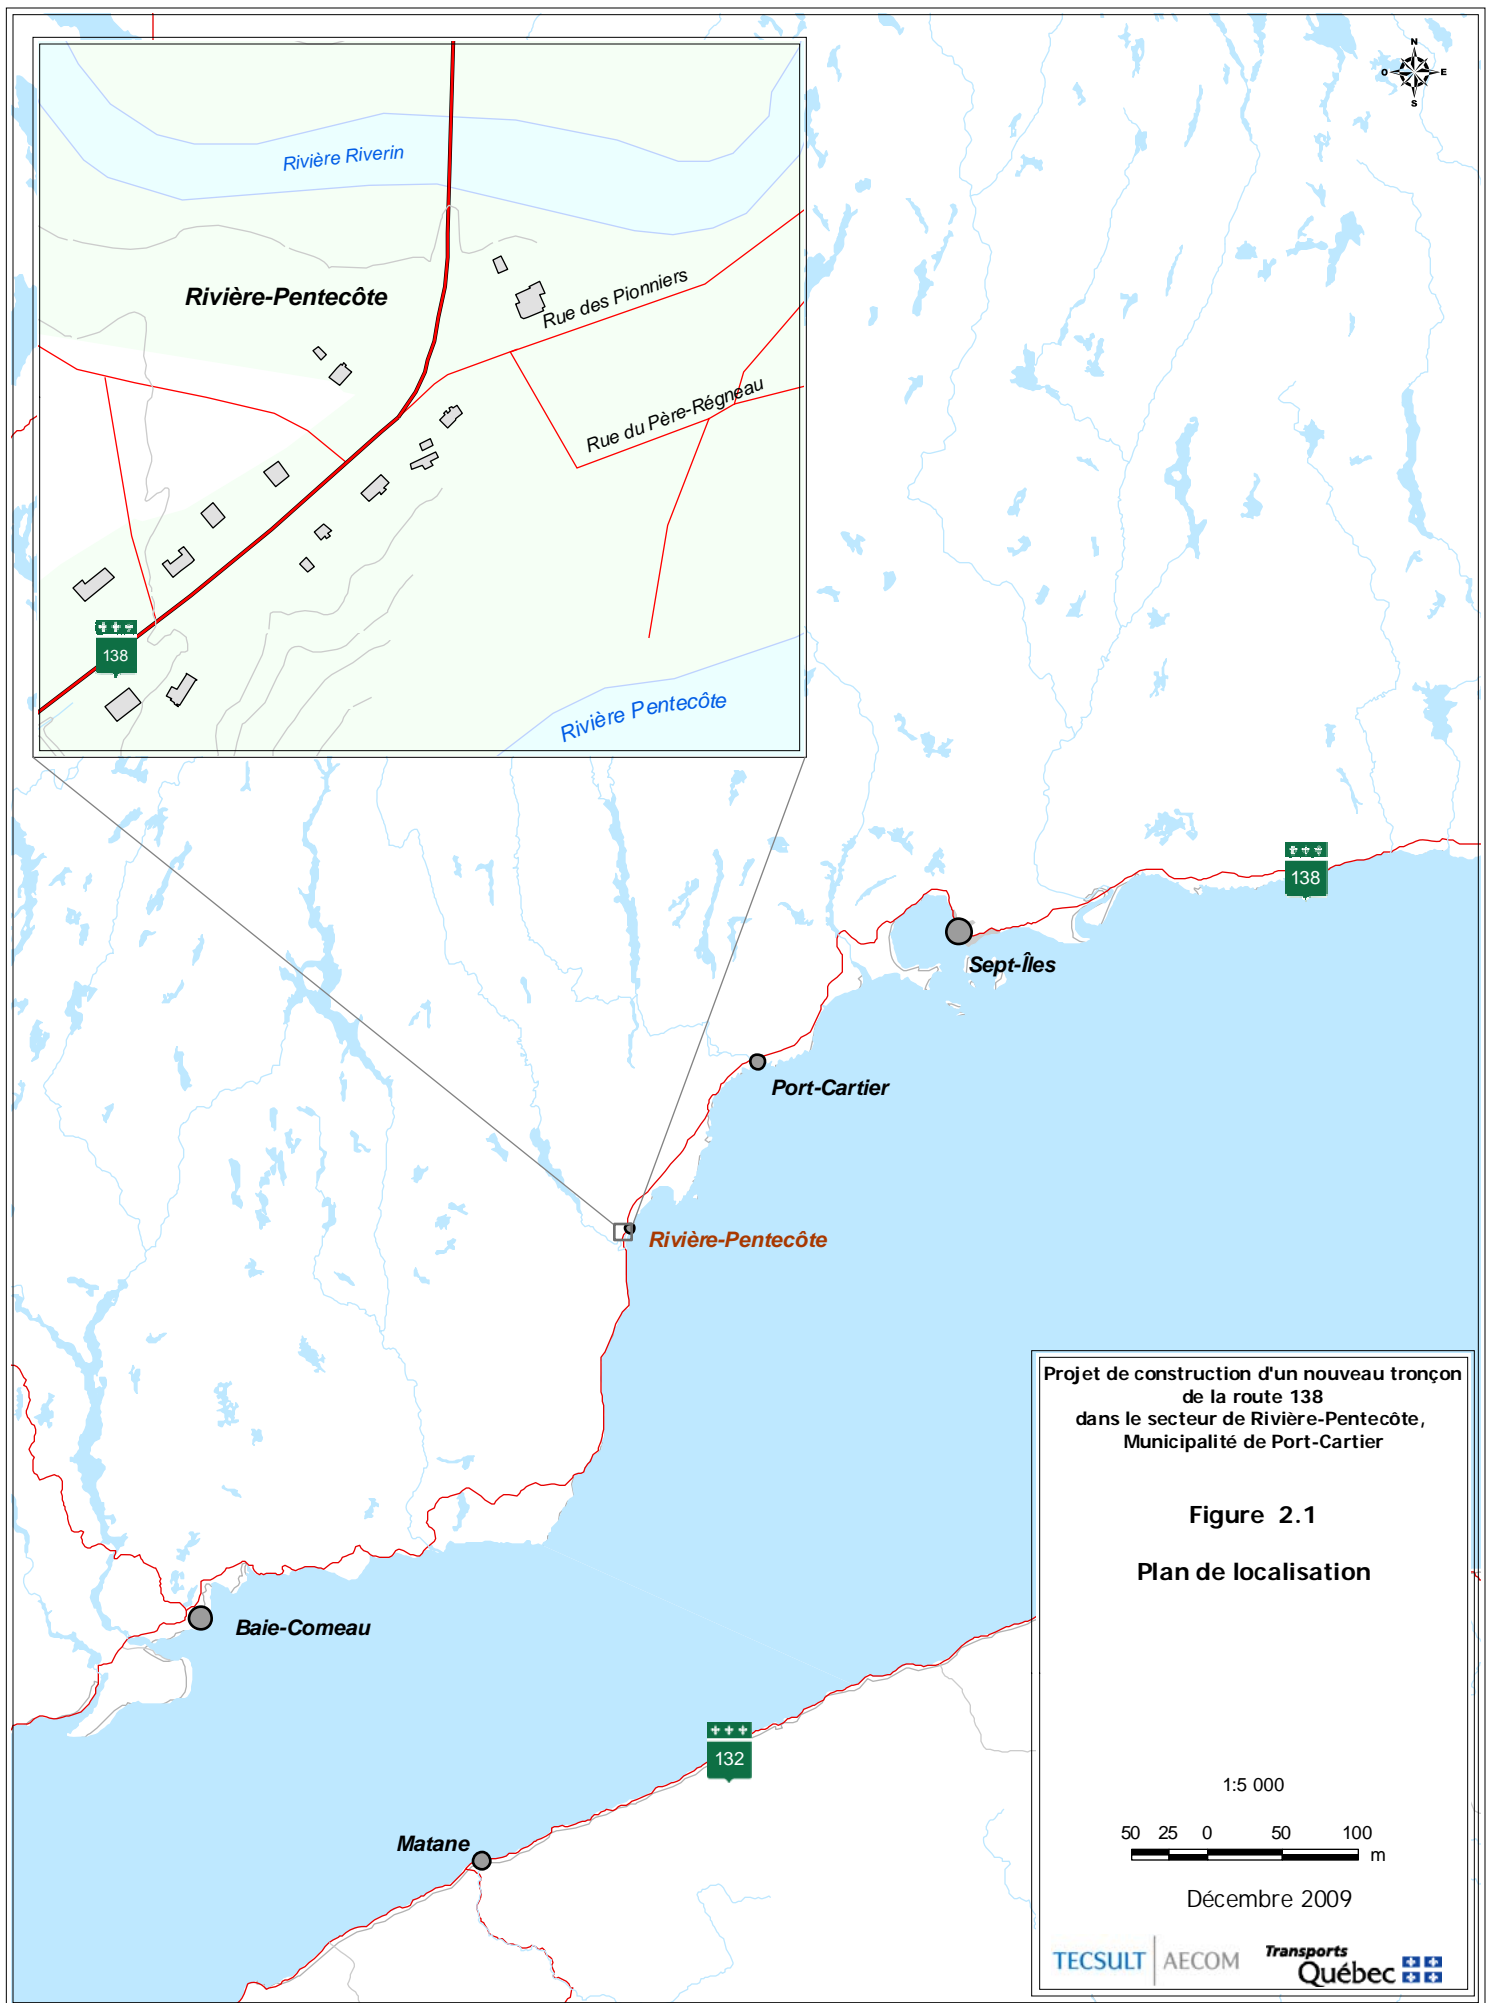 N
O
E
S
Rivière Riverin
Rivière-Pentecôte
Rue des Pionniers
Rue du Père-Régneau
138
Rivière Pentecôte
138
Sept-Îles
Port-Cartier
Rivière-Pentecôte
Baie-Comeau
132
Matane
Projet de construction d'un nouveau tronçon
de la route 138
dans le secteur de Rivière-Pentecôte,
Municipalité de Port-Cartier
Figure 2.1
Plan de localisation
1:5 000
50 25 0 50 100
m
Décembre 2009
TECSULT AECOM
Transports
Québec